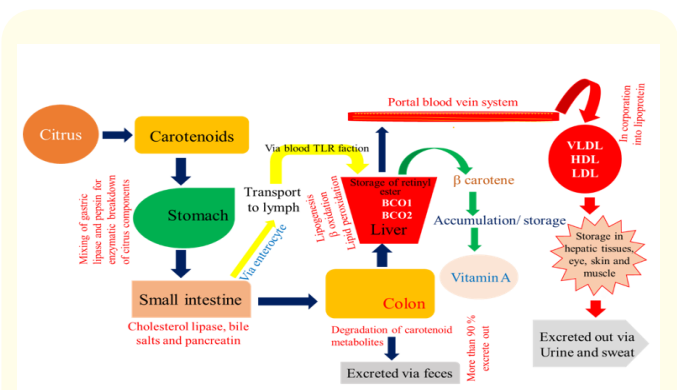 Portal blood vein system
In corporation
into lipoprotein
Citrus
Carotenoids
Via blood TLR faction
VLDL
HDL
LDL
Mixing of gastric
lipase and pepsin for
enzymatic breakdown
of citrus components
Stomach
Transport
to lymph
Via enterocyte
Lipogenesis
β oxidation
Lipid peroxidation
Storage of retinyl
ester
BCO1
BCO2
Liver
β carotene
Accumulation/ storage
Vitamin A
Storage in
hepatic tissues,
eye, skin and
muscle
Small intestine
Cholesterol lipase, bile
salts and pancreatin
Colon
Degradation of carotenoid
metabolites
More than 90 %
excrete out
Excreted via feces
Excreted out via
Urine and sweat